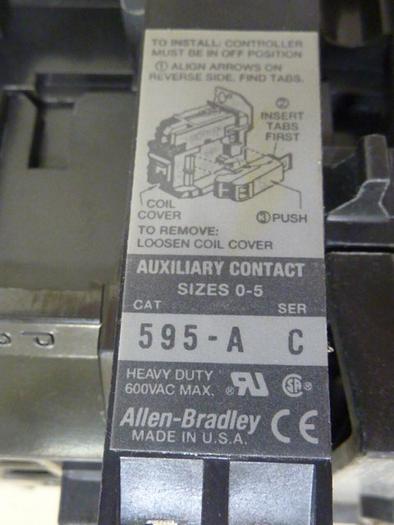 TO INSTALL: CONTROLLER
MUST BE IN OFF POSITION
① ALIGN ARROWS ON
REVERSE SIDE. FIND TABS.
②
INSERT
TABS
FIRST
COIL
COVER
③ PUSH
TO REMOVE:
LOOSEN COIL COVER
AUXILIARY CONTACT
SIZES 0-5
CAT SER
595-A C
HEAVY DUTY
600VAC MAX.
Allen-Bradley
MADE IN U.S.A.
CE